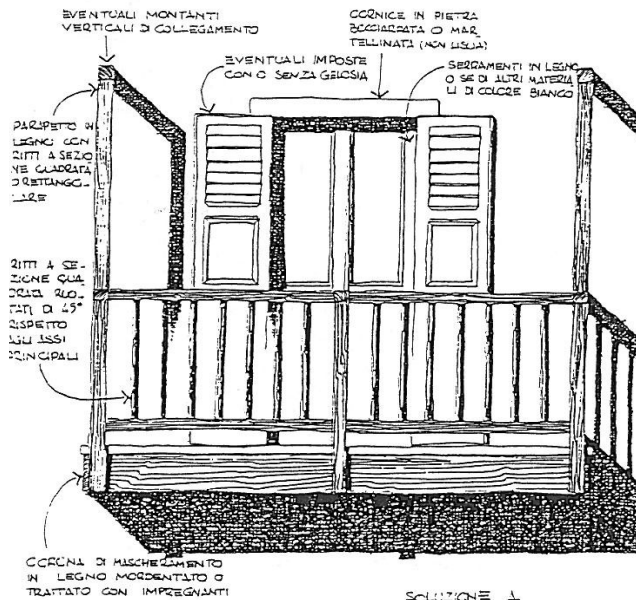 EVENTUALI MONTANTI
VERTICALI DI COLLEGAMENTO
EVENTUALI IMPOSTE
CON O SENZA GELOSIA
CORNICE IN PIETRA
BOCCIARDATA O MAR
TELLINATA (NON LISCIA)
SERRAMENTI IN LEGNO
O SE DI ALTRI MATERIA
LI DI COLORE BIANCO
PARAPETTO IN
LEGNO CON
RITTI A SEZIO
NE QUADRATA
O RETTANGO-
LARE
RITTI A SE-
ZIONE QUA
DRATA RUO-
TATI DI 45°
RISPETTO
AGLI ASSI
PRINCIPALI
CORONA DI MASCHERAMENTO
IN LEGNO MORDENTATO O
TRATTATO CON IMPREGNANTI
SOLUZIONE 1